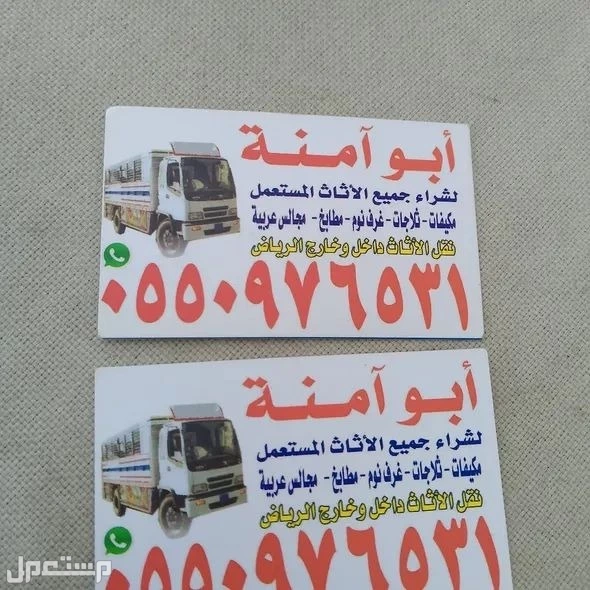 أبو آمنة
لشراء جميع الأثاث المستعمل
مكيفات - ثلاجات - غرف نوم - مطابخ - مجالس عربية
نقل الأثاث داخل وخارج الرياض
٠٥٥٠٩٧٦٥٣١
أبو آمنة
لشراء جميع الأثاث المستعمل
مكيفات - ثلاجات - غرف نوم - مطابخ - مجالس عربية
نقل الأثاث داخل وخارج الرياض
٠٥٥٠٩٧٦٥٣١
مستعمل